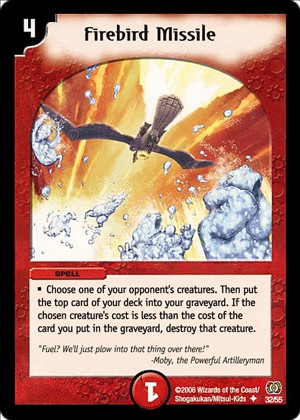 4 Firebird Missile
SPELL
▪ Choose one of your opponent's creatures. Then put
the top card of your deck into your graveyard. If the
chosen creature's cost is less than the cost of the
card you put in the graveyard, destroy that creature.
"Fuel? We'll just plow into that thing over there!"
-Moby, the Powerful Artilleryman
1
©2006 Wizards of the Coast/
Shogakukan/Mitsui-Kids ✦ 32/55